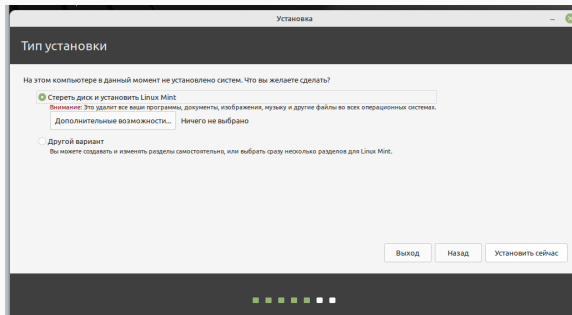 Установка
Тип установки
На этом компьютере в данный момент не установлено систем. Что вы желаете сделать?
Стереть диск и установить Linux Mint
Внимание: Это удалит все ваши программы, документы, изображения, музыку и другие файлы во всех операционных системах.
Дополнительные возможности... Ничего не выбрано
Другой вариант
Вы можете создавать и изменять разделы самостоятельно, или выбрать сразу несколько разделов для Linux Mint.
Выход Назад Установить сейчас